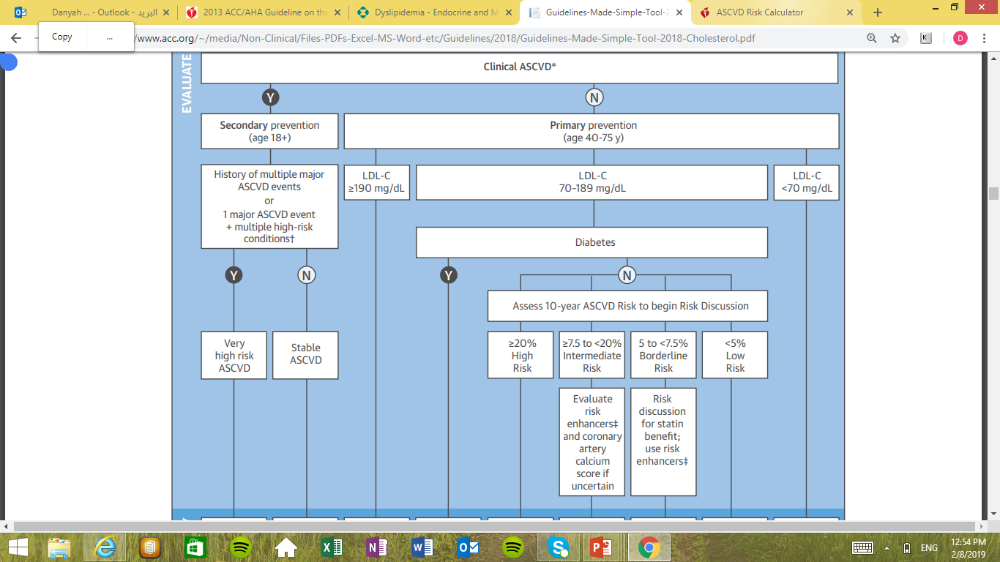 Danyah ... - Outlook - البريد
2013 ACC/AHA Guideline on the
Dyslipidemia - Endocrine and M
Guidelines-Made-Simple-Tool-2
ASCVD Risk Calculator
Copy
...
/www.acc.org/~/media/Non-Clinical/Files-PDFs-Excel-MS-Word-etc/Guidelines/2018/Guidelines-Made-Simple-Tool-2018-Cholesterol.pdf
K
D
EVALUATE
Clinical ASCVD*
Y
N
Secondary prevention
(age 18+)
Primary prevention
(age 40-75 y)
History of multiple major
ASCVD events
or
1 major ASCVD event
+ multiple high-risk
conditions†
LDL-C
≥190 mg/dL
LDL-C
70-189 mg/dL
LDL-C
<70 mg/dL
Diabetes
Y
N
Y
N
Assess 10-year ASCVD Risk to begin Risk Discussion
Very
high risk
ASCVD
Stable
ASCVD
≥20%
High
Risk
≥7.5 to <20%
Intermediate
Risk
5 to <7.5%
Borderline
Risk
<5%
Low
Risk
Evaluate
risk
enhancers‡
and coronary
artery
calcium
score if
uncertain
Risk
discussion
for statin
benefit;
use risk
enhancers‡
ENG
12:54 PM
2/8/2019